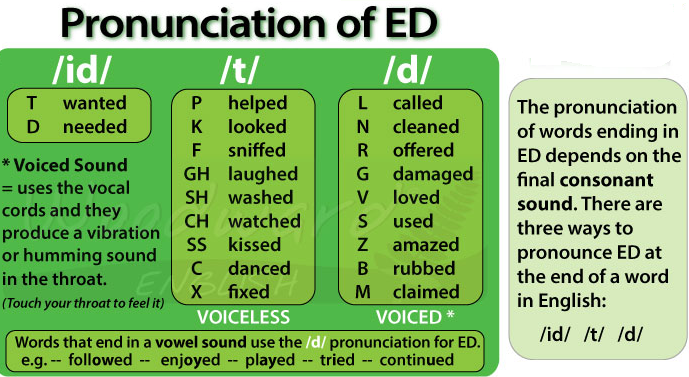 Pronunciation of ED
/id/
T wanted
D needed
* Voiced Sound
= uses the vocal
cords and they
produce a vibration
or humming sound
in the throat.
(Touch your throat to feel it)
/t/
P helped
K looked
F sniffed
GH laughed
SH washed
CH watched
SS kissed
C danced
X fixed
VOICELESS
/d/
L called
N cleaned
R offered
G damaged
V loved
S used
Z amazed
B rubbed
M claimed
VOICED *
Words that end in a vowel sound use the /d/ pronunciation for ED.
e.g. -- followed -- enjoyed -- played -- tried -- continued
The pronunciation
of words ending in
ED depends on the
final consonant
sound. There are
three ways to
pronounce ED at
the end of a word
in English:
/id/ /t/ /d/
Woodward
ENGLISH